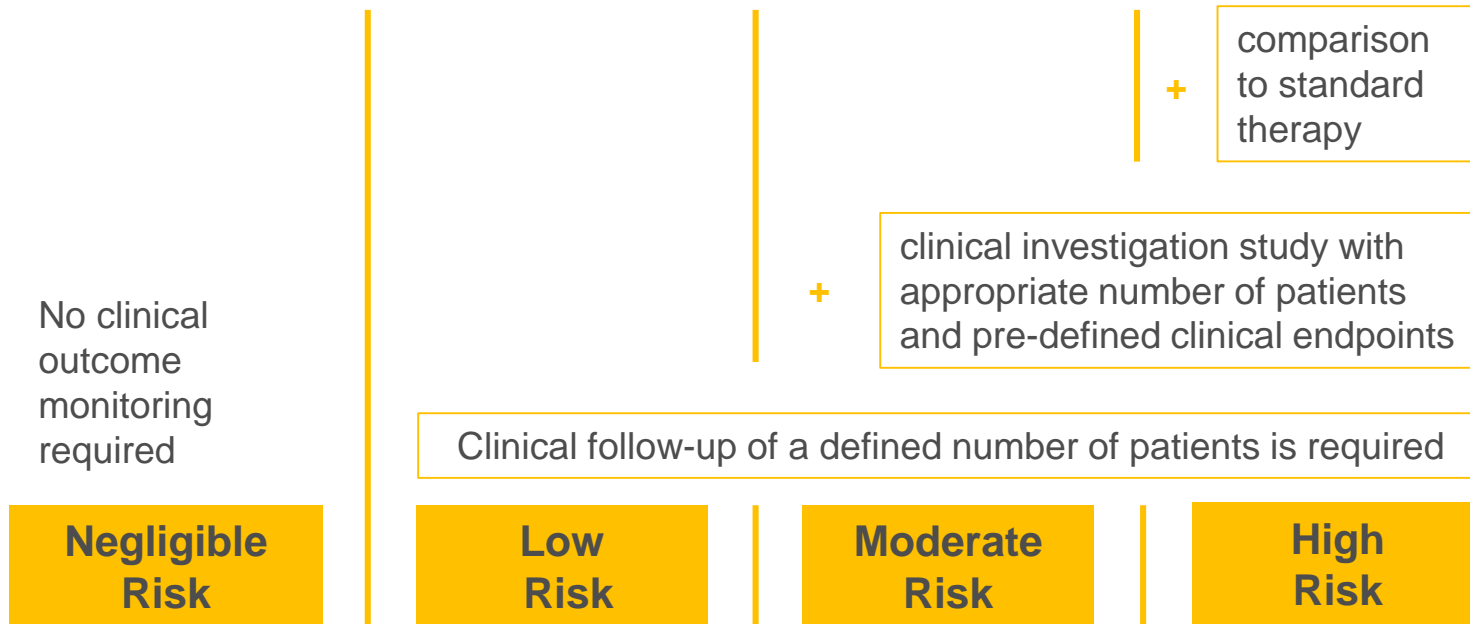 +
comparison
to standard
therapy
+
clinical investigation study with
appropriate number of patients
and pre-defined clinical endpoints
No clinical
outcome
monitoring
required
Clinical follow-up of a defined number of patients is required
Negligible
Risk
Low
Risk
Moderate
Risk
High
Risk